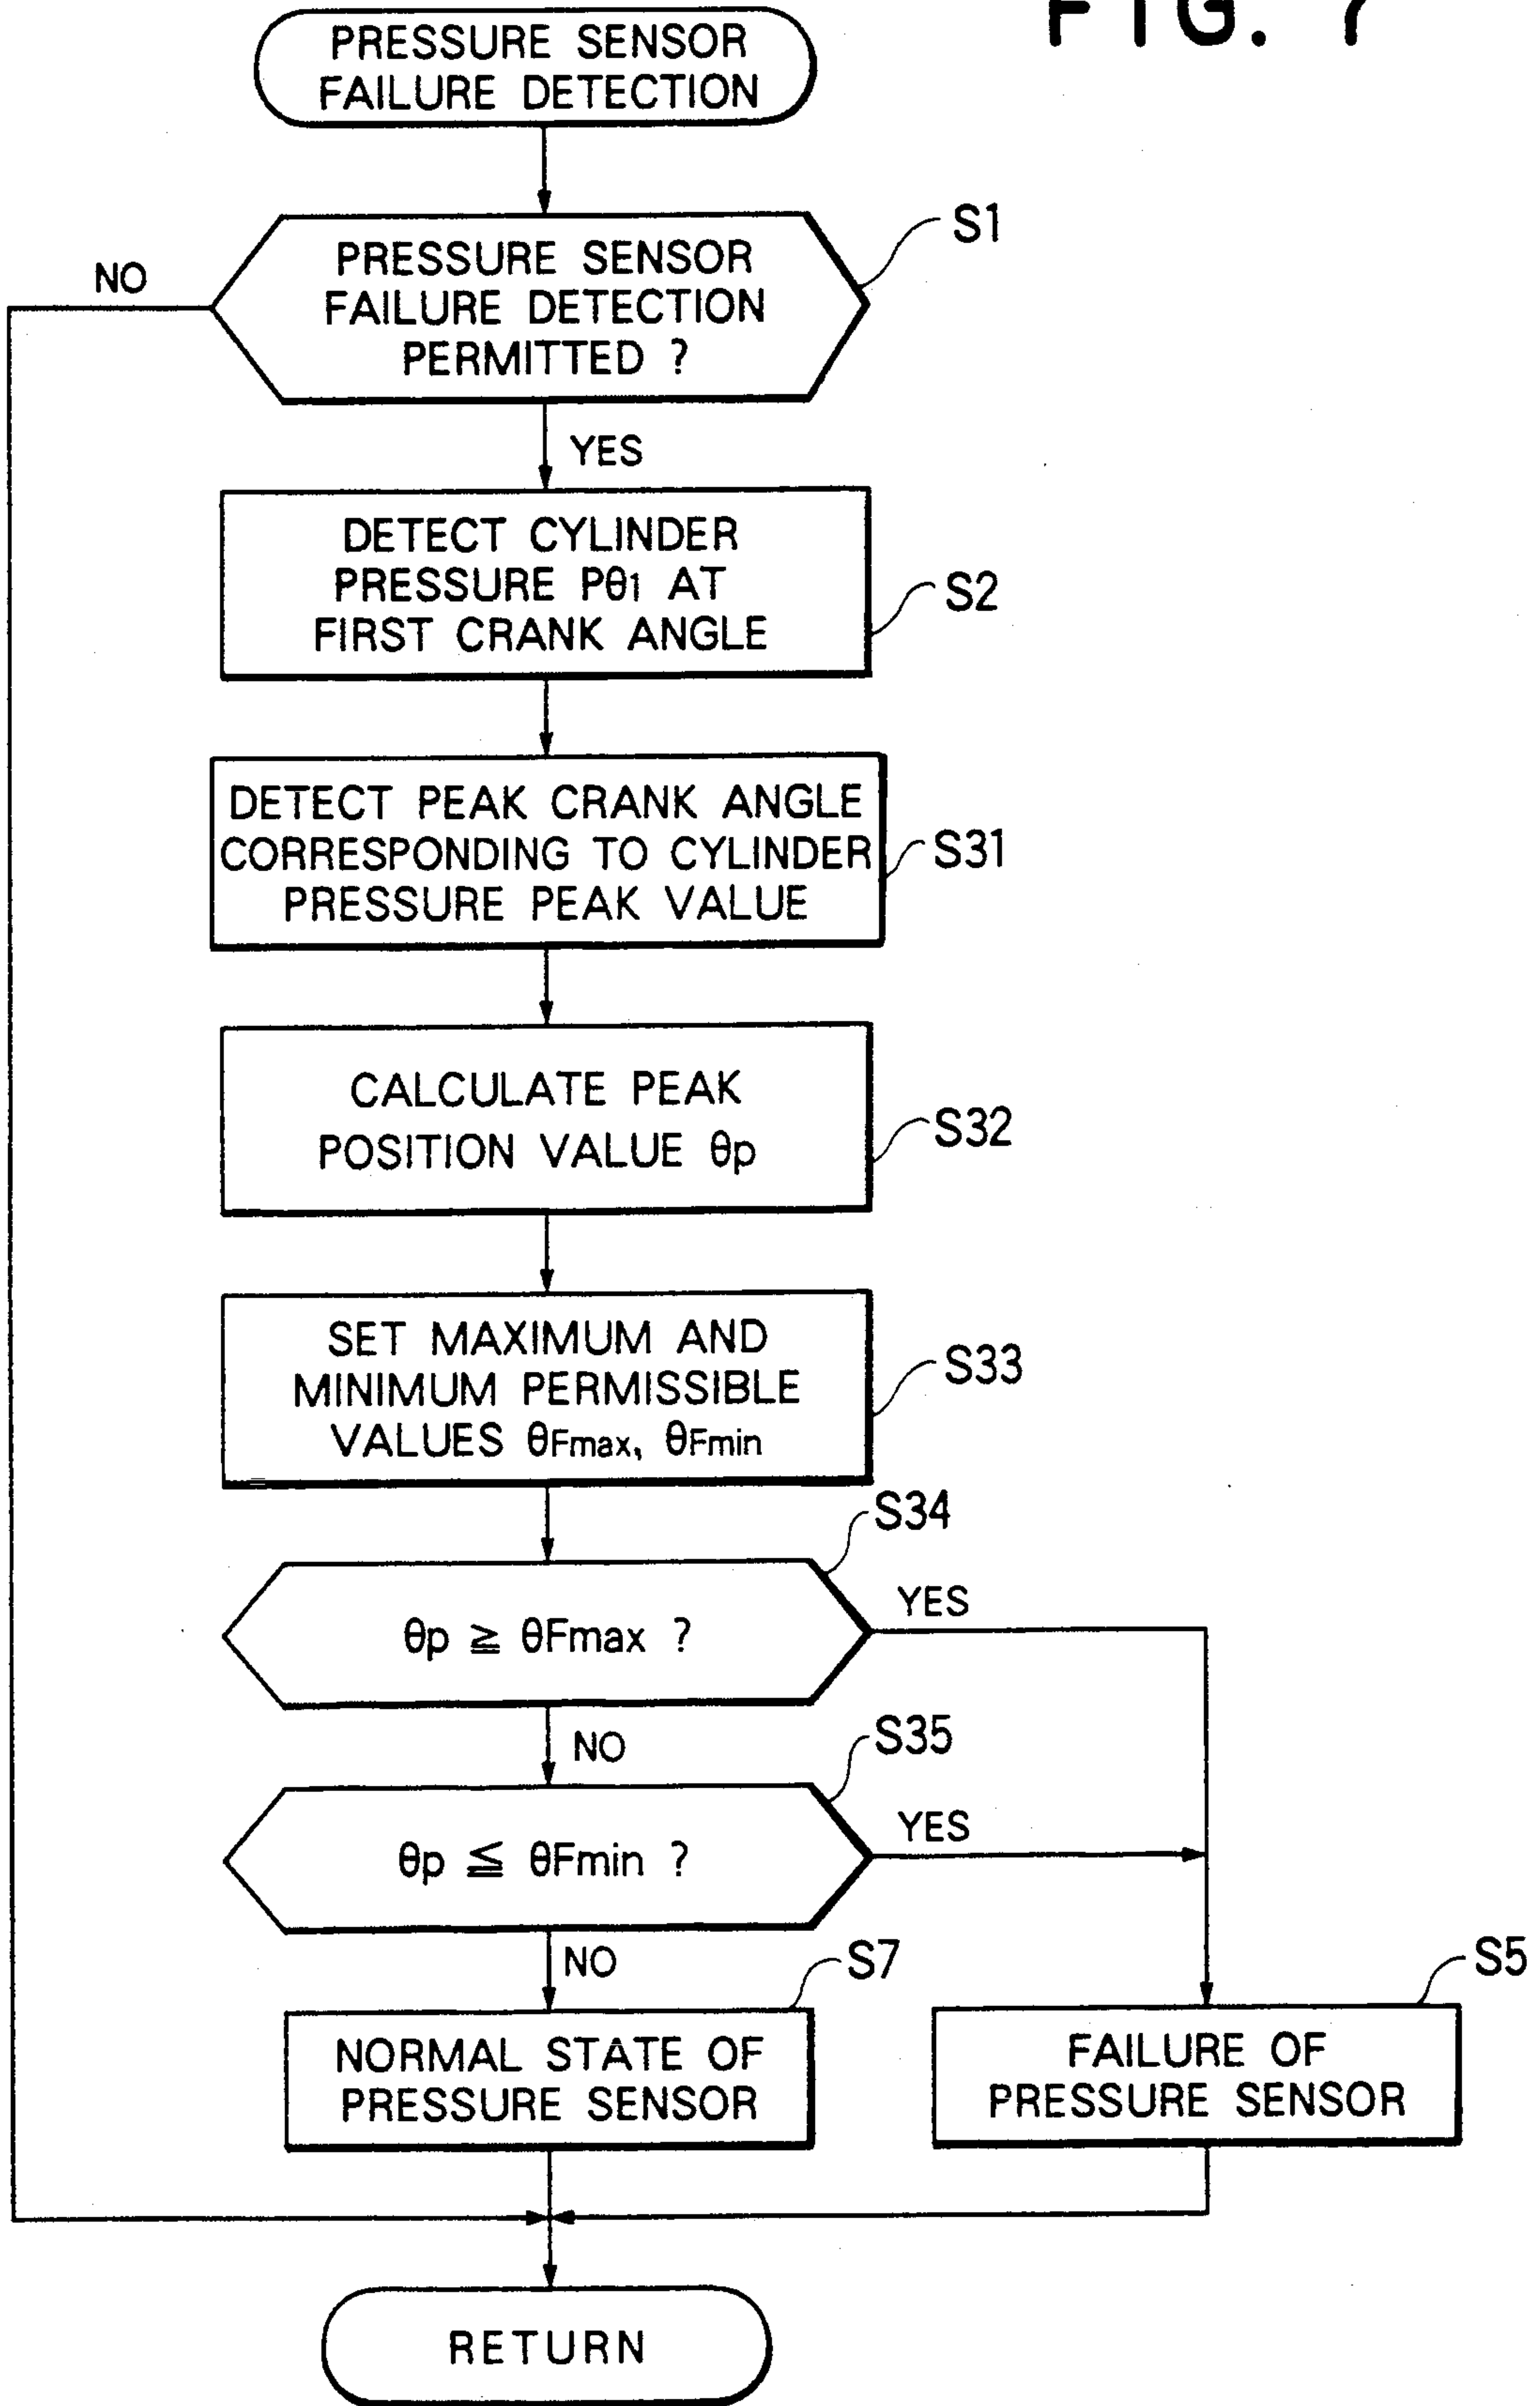 FIG. 7
PRESSURE SENSOR
FAILURE DETECTION
S1
NO
PRESSURE SENSOR
FAILURE DETECTION
PERMITTED ?
YES
DETECT CYLINDER
PRESSURE Pθ1 AT
FIRST CRANK ANGLE
S2
DETECT PEAK CRANK ANGLE
CORRESPONDING TO CYLINDER
PRESSURE PEAK VALUE
S31
CALCULATE PEAK
POSITION VALUE θp
S32
SET MAXIMUM AND
MINIMUM PERMISSIBLE
VALUES θFmax, θFmin
S33
S34
θp ≧ θFmax ?
YES
NO
S35
θp ≦ θFmin ?
YES
NO
S7
NORMAL STATE OF
PRESSURE SENSOR
S5
FAILURE OF
PRESSURE SENSOR
RETURN